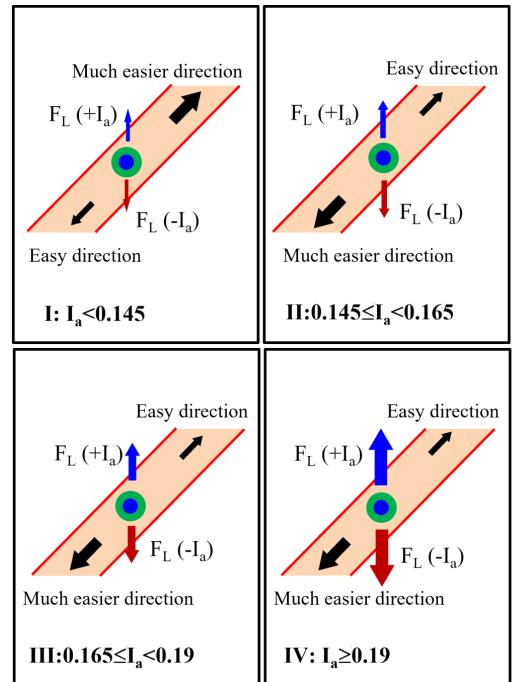 Much easier direction
F_L (+I_a)
F_L (-I_a)
Easy direction
I: I_a<0.145
Easy direction
F_L (+I_a)
F_L (-I_a)
Much easier direction
II:0.145≤I_a<0.165
Easy direction
F_L (+I_a)
F_L (-I_a)
Much easier direction
III:0.165≤I_a<0.19
Easy direction
F_L (+I_a)
F_L (-I_a)
Much easier direction
IV: I_a≥0.19